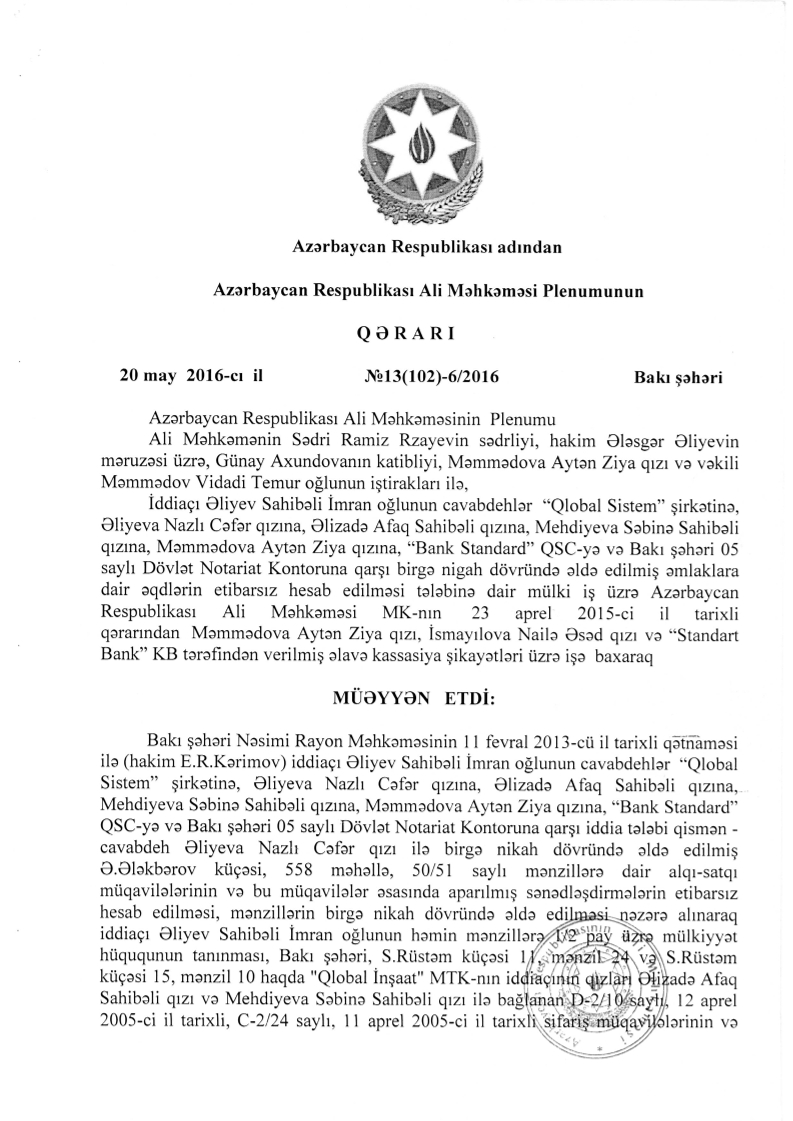 Azərbaycan Respublikası adından
Azərbaycan Respublikası Ali Məhkəməsi Plenumunun
Q Ə R A R I
20 may 2016-cı il №13(102)-6/2016 Bakı şəhəri
Azərbaycan Respublikası Ali Məhkəməsinin Plenumu
Ali Məhkəmənin Sədri Ramiz Rzayevin sədrliyi, hakim Ələsgər Əliyevin
məruzəsi üzrə, Günay Axundovanın katibliyi, Məmmədova Aytən Ziya qızı və vəkili
Məmmədov Vidadi Temur oğlunun iştirakları ilə,
İddiaçı Əliyev Sahibəli İmran oğlunun cavabdehlər “Qlobal Sistem” şirkətinə,
Əliyeva Nazlı Cəfər qızına, Əlizadə Afaq Sahibəli qızına, Mehdiyeva Səbinə Sahibəli
qızına, Məmmədova Aytən Ziya qızına, “Bank Standard” QSC-yə və Bakı şəhəri 05
saylı Dövlət Notariat Kontoruna qarşı birgə nigah dövründə əldə edilmiş əmlaklara
dair əqdlərin etibarsız hesab edilməsi tələbinə dair mülki iş üzrə Azərbaycan
Respublikası Ali Məhkəməsi MK-nın 23 aprel 2015-ci il tarixli
qərarından Məmmədova Aytən Ziya qızı, İsmayılova Nailə Əsəd qızı və “Standart
Bank” KB tərəfindən verilmiş əlavə kassasiya şikayətləri üzrə işə baxaraq
MÜƏYYƏN ETDİ:
Bakı şəhəri Nəsimi Rayon Məhkəməsinin 11 fevral 2013-cü il tarixli qətnaməsi
ilə (hakim E.R.Kərimov) iddiaçı Əliyev Sahibəli İmran oğlunun cavabdehlər “Qlobal
Sistem” şirkətinə, Əliyeva Nazlı Cəfər qızına, Əlizadə Afaq Sahibəli qızına,
Mehdiyeva Səbinə Sahibəli qızına, Məmmədova Aytən Ziya qızına, “Bank Standard”
QSC-yə və Bakı şəhəri 05 saylı Dövlət Notariat Kontoruna qarşı iddia tələbi qismən -
cavabdeh Əliyeva Nazlı Cəfər qızı ilə birgə nikah dövründə əldə edilmiş
Ə.Ələkbərov küçəsi, 558 məhəllə, 50/51 saylı mənzillərə dair alqı-satqı
müqavilələrinin və bu müqavilələr əsasında aparılmış sənədləşdirmələrin etibarsız
hesab edilməsi, mənzillərin birgə nikah dövründə əldə edilməsi nəzərə alınaraq
iddiaçı Əliyev Sahibəli İmran oğlunun həmin mənzillərə 1/2 pay üzrə mülkiyyət
hüququnun tanınması, Bakı şəhəri, S.Rüstəm küçəsi 11, mənzil 24 və S.Rüstəm
küçəsi 15, mənzil 10 haqda "Qlobal İnşaat" MTK-nın iddiaçının qızları Əlizadə Afaq
Sahibəli qızı və Mehdiyeva Səbinə Sahibəli qızı ilə bağlanan D-2/10 saylı, 12 aprel
2005-ci il tarixli, C-2/24 saylı, 11 aprel 2005-ci il tarixli sifariş müqavilələrinin və